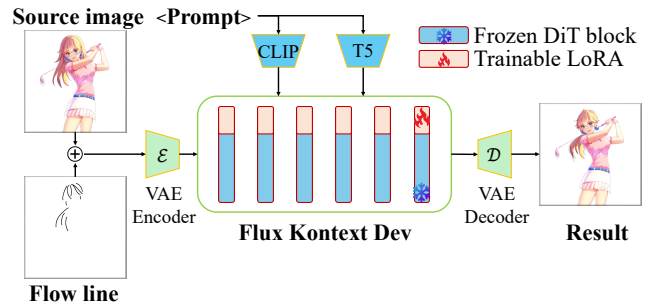 Source image
<Prompt>
CLIP
T5
Frozen DiT block
Trainable LoRA
ℰ
VAE
Encoder
𝒟
VAE
Decoder
Flux Kontext Dev
Flow line
Result